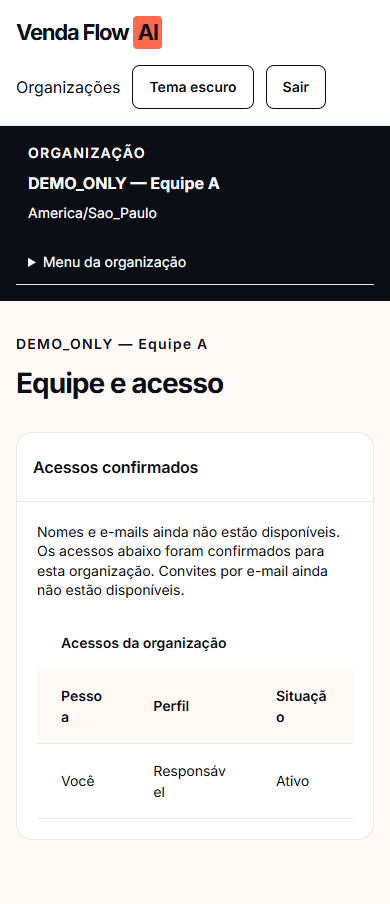 Venda Flow AI
Organizações
Tema escuro
Sair
ORGANIZAÇÃO
DEMO_ONLY — Equipe A
America/Sao_Paulo
Menu da organização
DEMO_ONLY — Equipe A
Equipe e acesso
Acessos confirmados
Nomes e e-mails ainda não estão disponíveis.
Os acessos abaixo foram confirmados para
esta organização. Convites por e-mail ainda
não estão disponíveis.
Acessos da organização
Pesso
a
Perfil
Situaçã
o
Você
Responsáv
el
Ativo